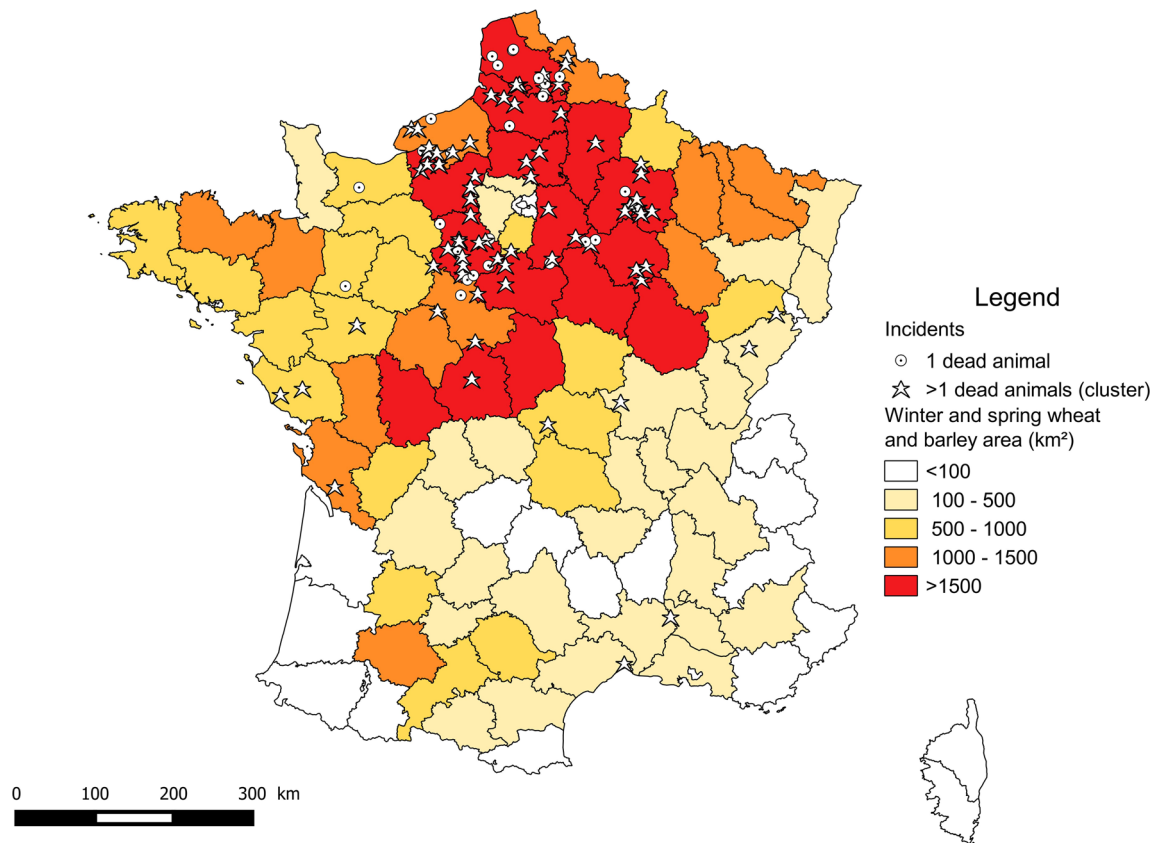 Legend
Incidents
1 dead animal
>1 dead animals (cluster)
Winter and spring wheat
and barley area (km²)
<100
100 - 500
500 - 1000
1000 - 1500
>1500
0 100 200 300 km